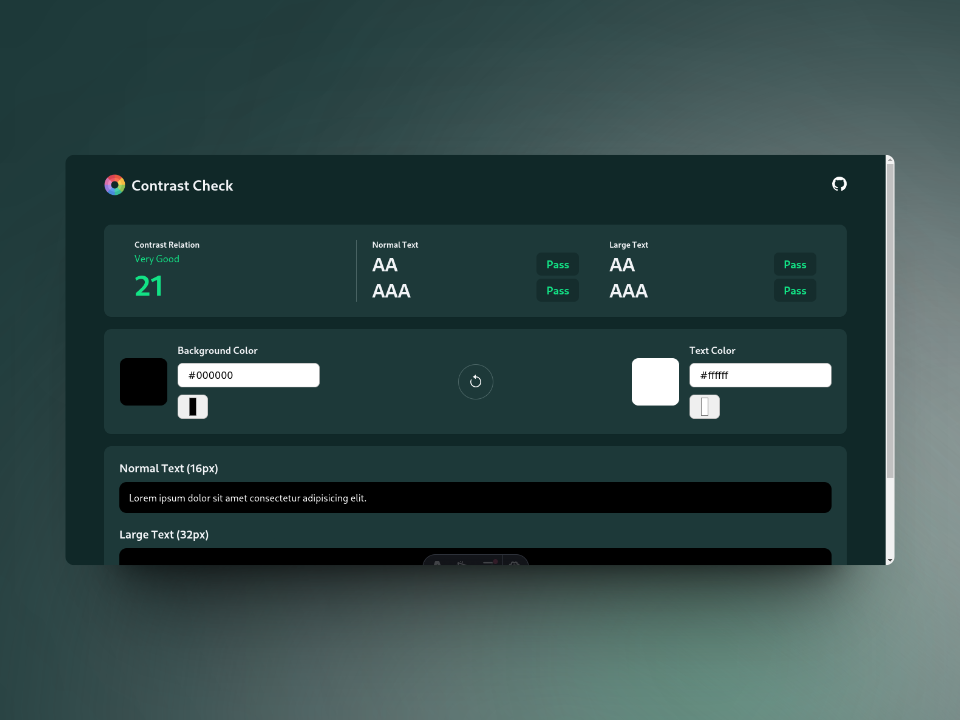 Contrast Check
Contrast Relation
Very Good
21
Normal Text
AA
Pass
AAA
Pass
Large Text
AA
Pass
AAA
Pass
Background Color
#000000
Text Color
#ffffff
Normal Text (16px)
Lorem ipsum dolor sit amet consectetur adipisicing elit.
Large Text (32px)